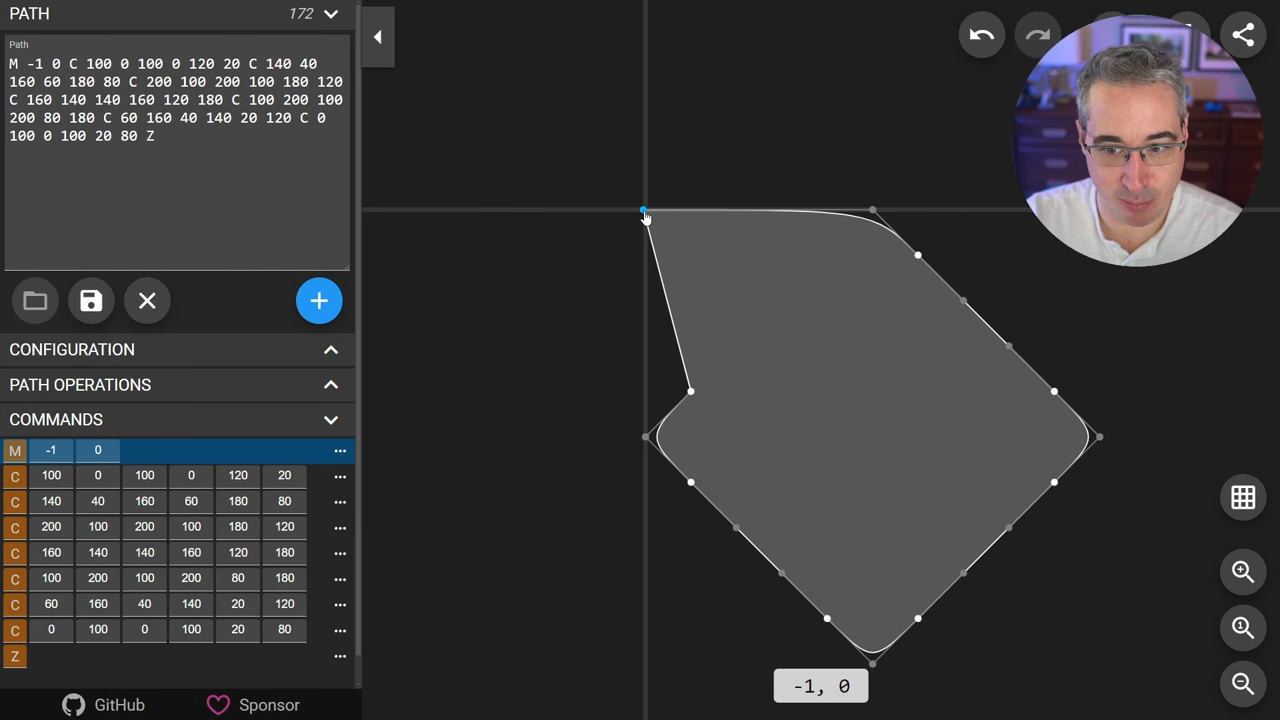 PATH 172
Path
M -1 0 C 100 0 100 0 120 20 C 140 40
160 60 180 80 C 200 100 200 100 180 120
C 160 140 140 160 120 180 C 100 200 100
200 80 180 C 60 160 40 140 20 120 C 0
100 0 100 20 80 Z
CONFIGURATION
PATH OPERATIONS
COMMANDS
M -1 0
C 100 0 100 0 120 20
C 140 40 160 60 180 80
C 200 100 200 100 180 120
C 160 140 140 160 120 180
C 100 200 100 200 80 180
C 60 160 40 140 20 120
C 0 100 0 100 20 80
Z
GitHub Sponsor
-1, 0
1